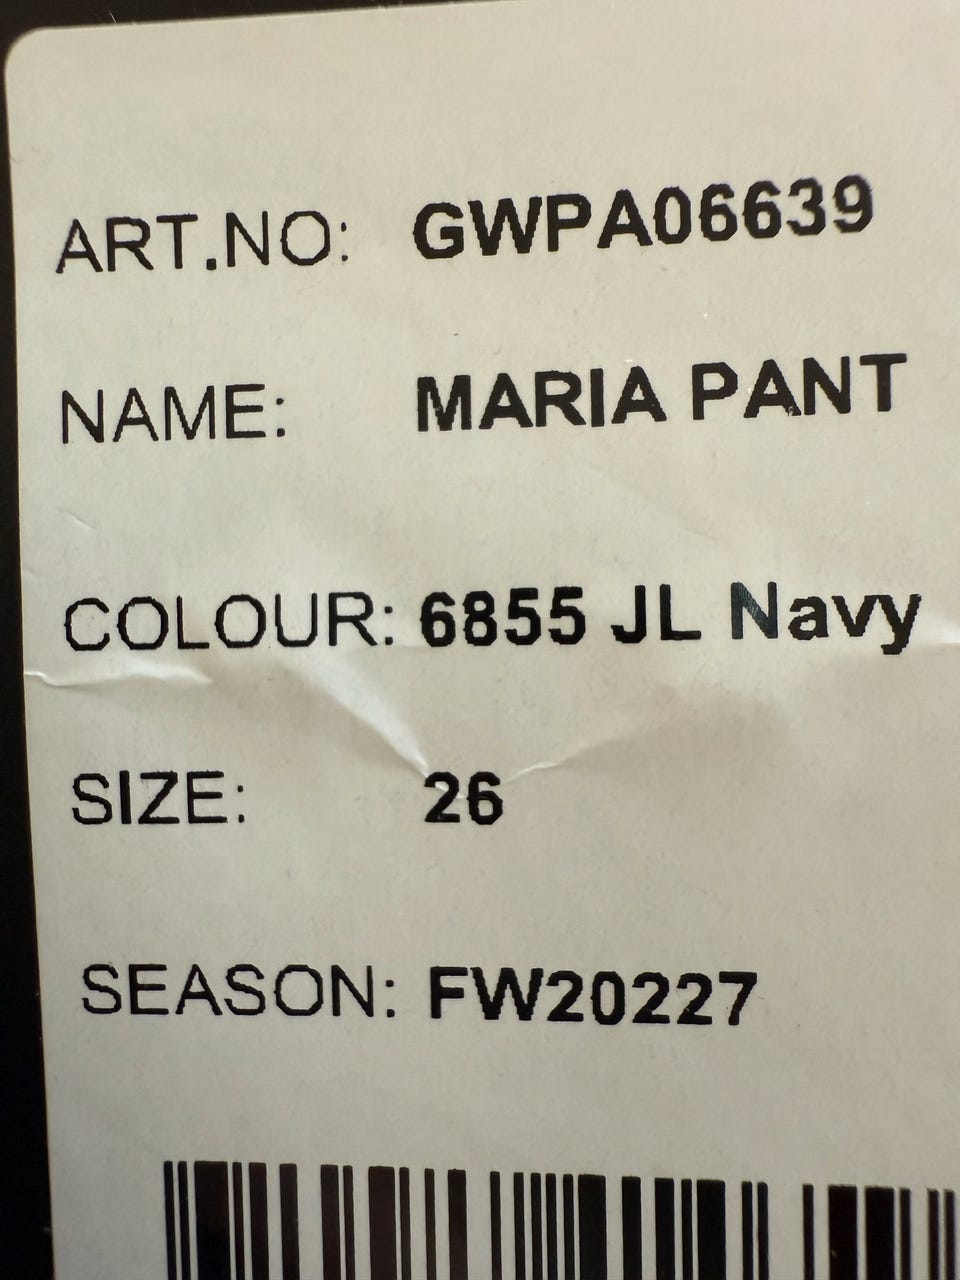 ART.NO: GWPA06639
NAME: MARIA PANT
COLOUR: 6855 JL Navy
SIZE: 26
SEASON: FW20227